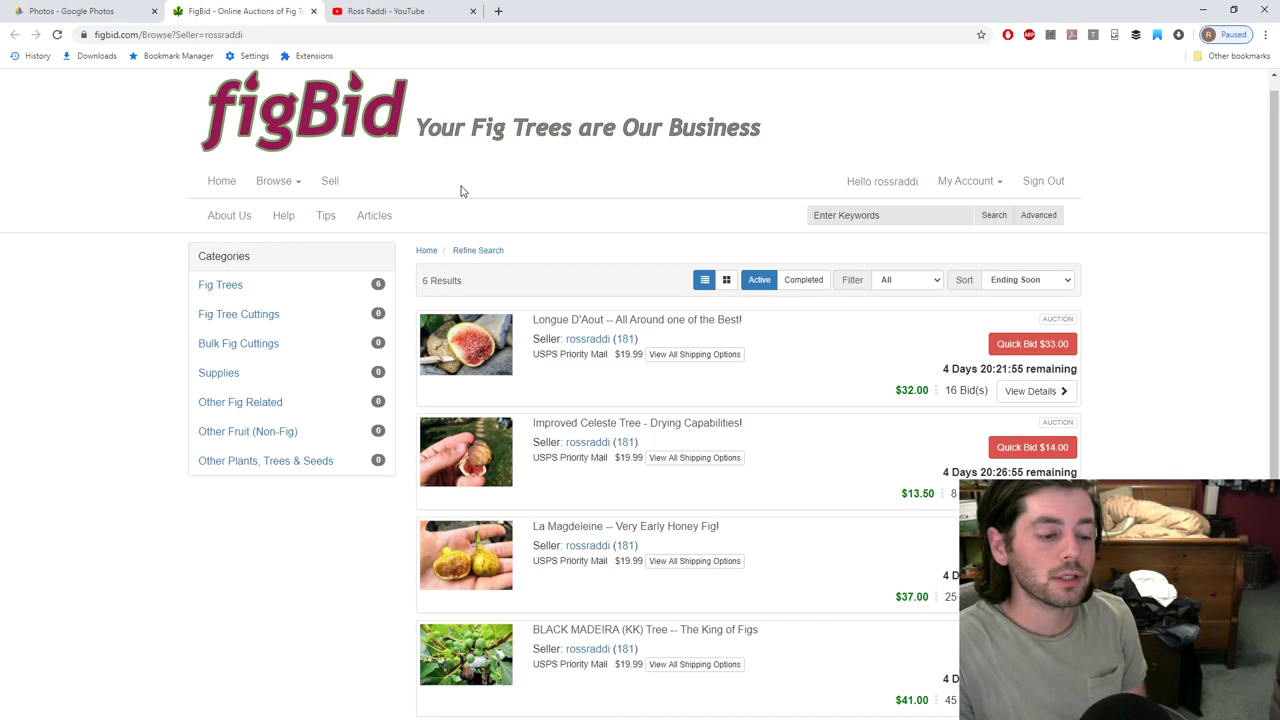 Photos - Google Photos
FigBid - Online Auctions of Fig T
Ross Raddi - YouTube
figbid.com/Browse?Seller=rossraddi
Paused
History
Downloads
Bookmark Manager
Settings
Extensions
Other bookmarks
figBid Your Fig Trees are Our Business
Home
Browse
Sell
Hello rossraddi
My Account
Sign Out
About Us
Help
Tips
Articles
Enter Keywords
Search
Advanced
Categories
Fig Trees 6
Fig Tree Cuttings 0
Bulk Fig Cuttings 0
Supplies 0
Other Fig Related 0
Other Fruit (Non-Fig) 0
Other Plants, Trees & Seeds 0
Home / Refine Search
6 Results
Active
Completed
Filter
All
Sort
Ending Soon
Longue D'Aout -- All Around one of the Best!
AUCTION
Seller: rossraddi (181)
Quick Bid $33.00
USPS Priority Mail $19.99 View All Shipping Options
4 Days 20:21:55 remaining
$32.00 16 Bid(s) View Details
Improved Celeste Tree - Drying Capabilities!
AUCTION
Seller: rossraddi (181)
Quick Bid $14.00
USPS Priority Mail $19.99 View All Shipping Options
4 Days 20:26:55 remaining
$13.50 8
La Magdeleine -- Very Early Honey Fig!
Seller: rossraddi (181)
USPS Priority Mail $19.99 View All Shipping Options
4 D
$37.00 25
BLACK MADEIRA (KK) Tree -- The King of Figs
Seller: rossraddi (181)
USPS Priority Mail $19.99 View All Shipping Options
4 D
$41.00 45